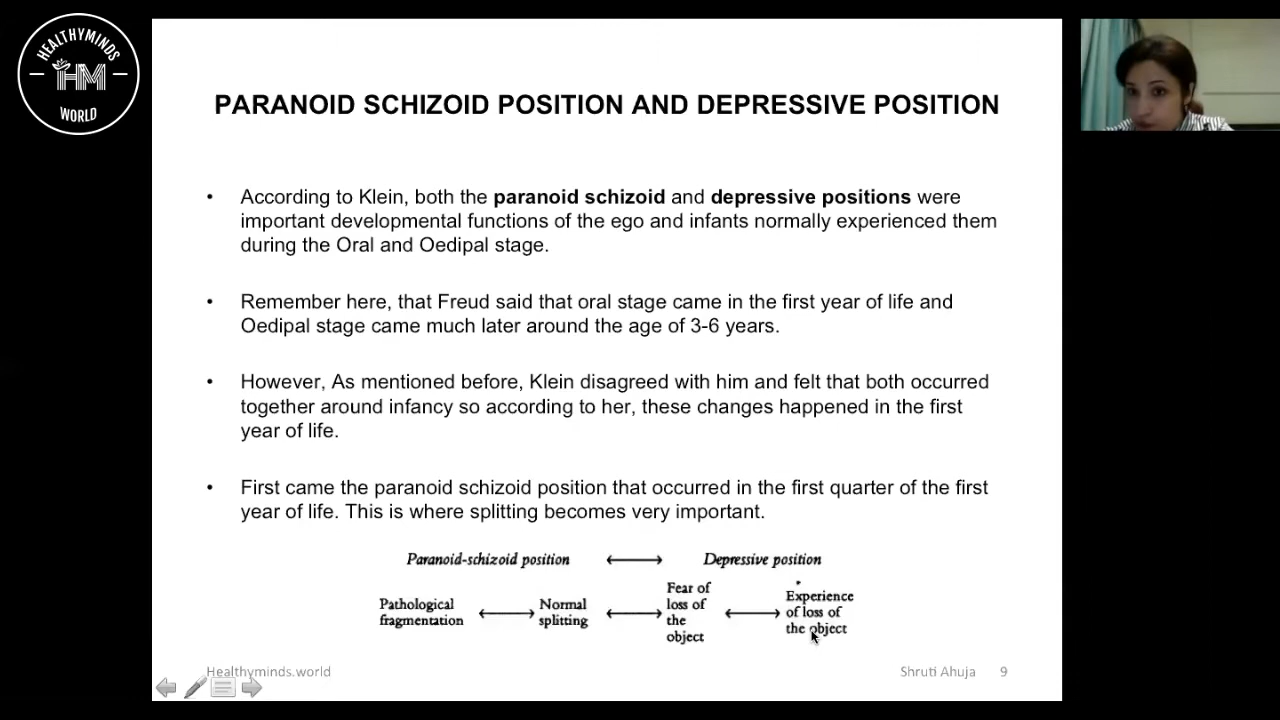 HEALTHYMINDS
HM
WORLD
PARANOID SCHIZOID POSITION AND DEPRESSIVE POSITION
• According to Klein, both the paranoid schizoid and depressive positions were
important developmental functions of the ego and infants normally experienced them
during the Oral and Oedipal stage.
• Remember here, that Freud said that oral stage came in the first year of life and
Oedipal stage came much later around the age of 3-6 years.
• However, As mentioned before, Klein disagreed with him and felt that both occurred
together around infancy so according to her, these changes happened in the first
year of life.
• First came the paranoid schizoid position that occurred in the first quarter of the first
year of life. This is where splitting becomes very important.
Paranoid-schizoid position ⟷ Depressive position
Pathological
fragmentation
⟷
Normal
splitting
⟷
Fear of
loss of
the
object
⟷
Experience
of loss of
the object
Healthyminds.world
Shruti Ahuja 9